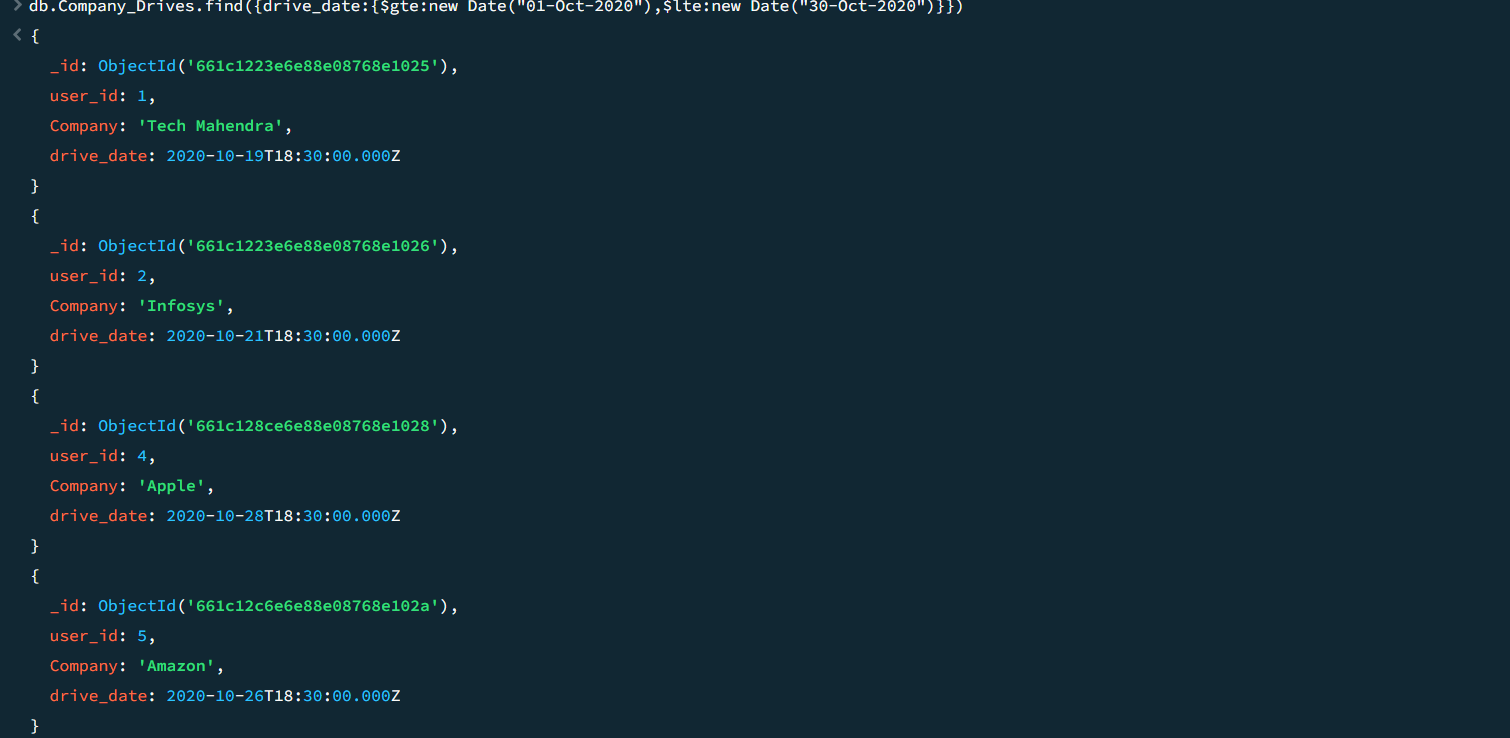 > db.Company_Drives.find({drive_date:{$gte:new Date("01-Oct-2020"),$lte:new Date("30-Oct-2020")}})
< {
_id: ObjectId('661c1223e6e88e08768e1025'),
user_id: 1,
Company: 'Tech Mahendra',
drive_date: 2020-10-19T18:30:00.000Z
}
{
_id: ObjectId('661c1223e6e88e08768e1026'),
user_id: 2,
Company: 'Infosys',
drive_date: 2020-10-21T18:30:00.000Z
}
{
_id: ObjectId('661c128ce6e88e08768e1028'),
user_id: 4,
Company: 'Apple',
drive_date: 2020-10-28T18:30:00.000Z
}
{
_id: ObjectId('661c12c6e6e88e08768e102a'),
user_id: 5,
Company: 'Amazon',
drive_date: 2020-10-26T18:30:00.000Z
}